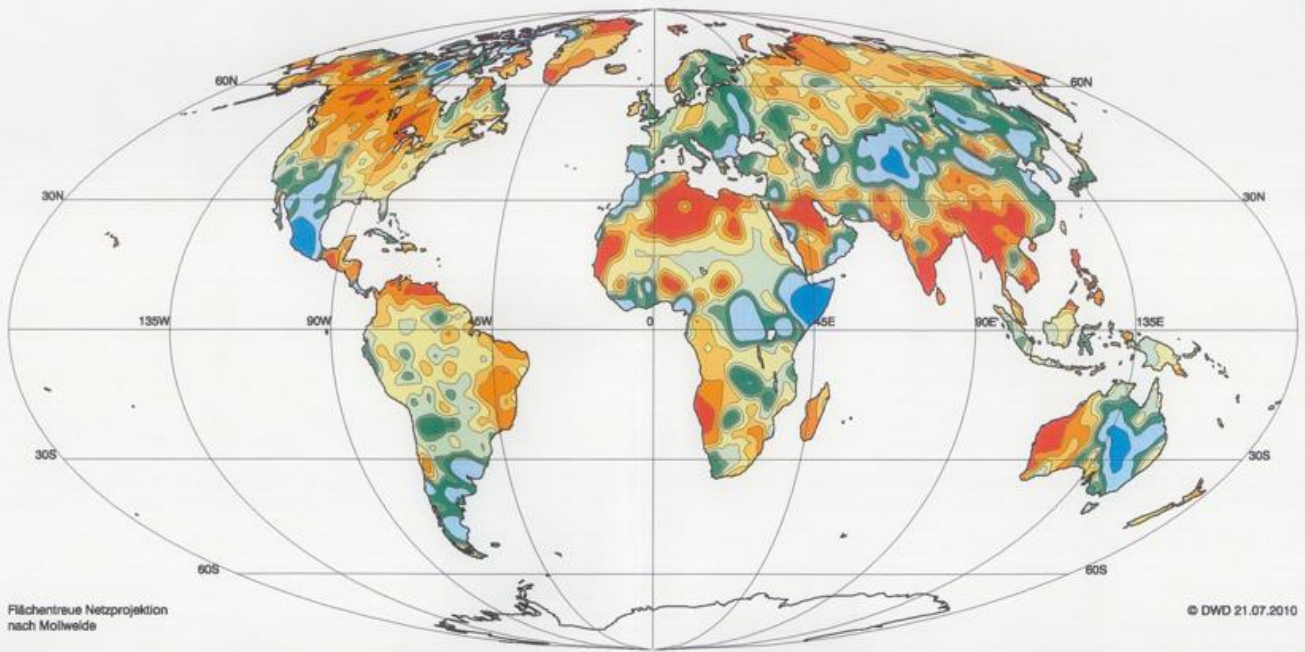 60N
60N
30N
30N
135W
90W
45W
0
45E
90E
135E
30S
30S
60S
60S
Flächentreue Netzprojektion
nach Mollweide
© DWD 21.07.2010